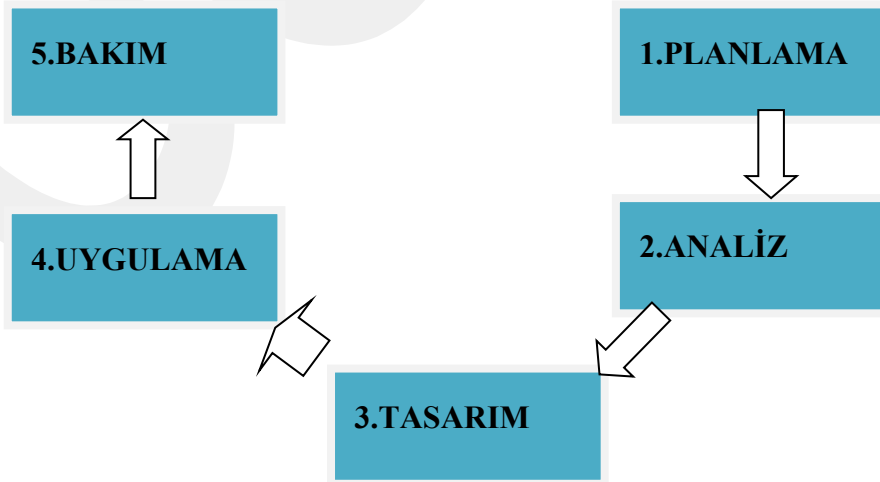 5.BAKIM
1.PLANLAMA
4.UYGULAMA
2.ANALİZ
3.TASARIM